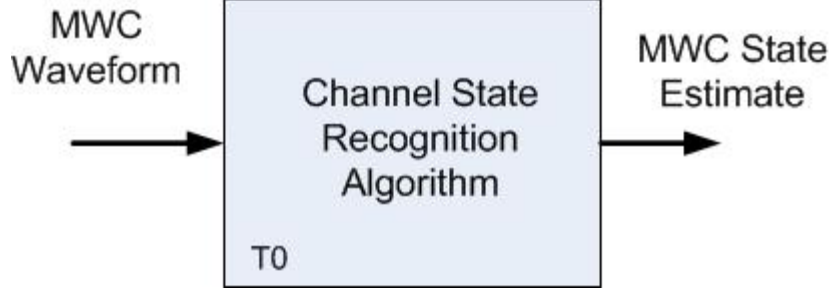 MWC
Waveform
Channel State
Recognition
Algorithm
T0
MWC State
Estimate